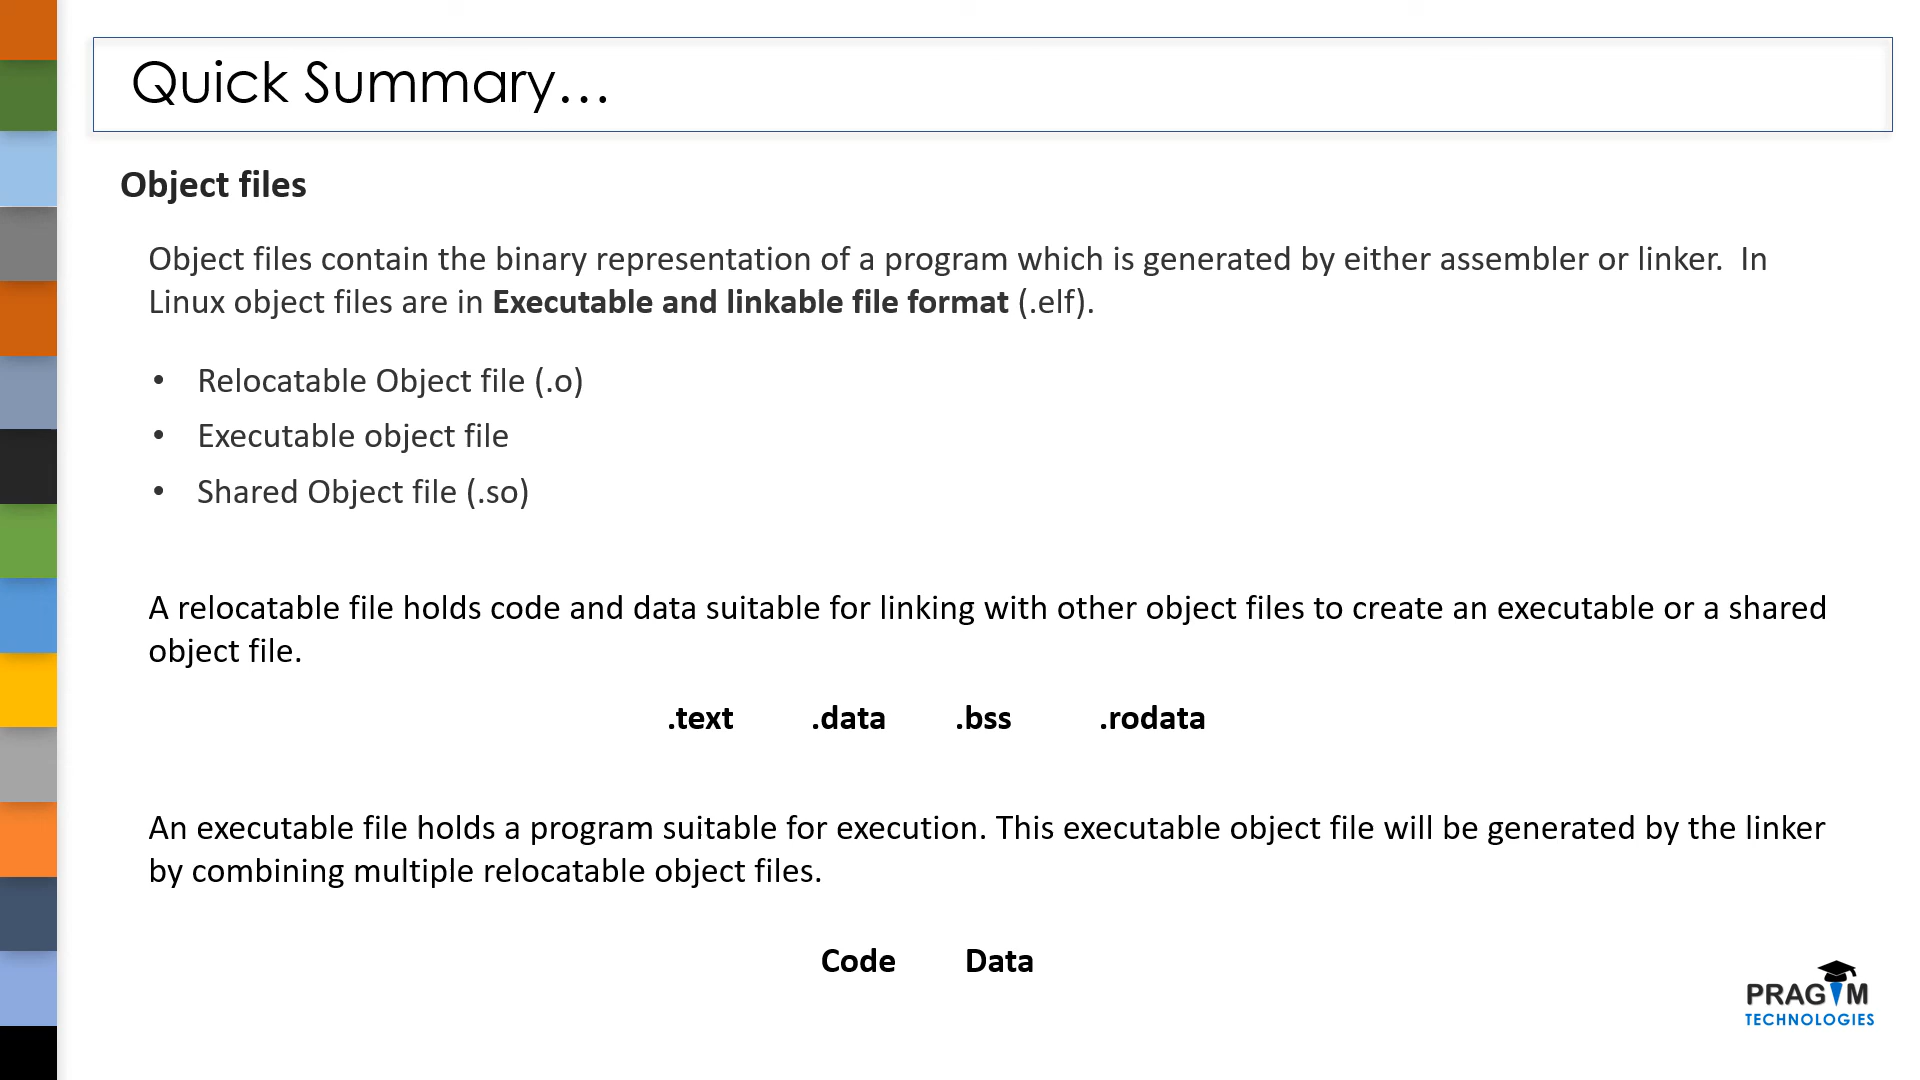 Quick Summary...
Object files
Object files contain the binary representation of a program which is generated by either assembler or linker.  In
Linux object files are in Executable and linkable file format (.elf).
• Relocatable Object file (.o)
• Executable object file
• Shared Object file (.so)
A relocatable file holds code and data suitable for linking with other object files to create an executable or a shared
object file.
.text .data .bss .rodata
An executable file holds a program suitable for execution. This executable object file will be generated by the linker
by combining multiple relocatable object files.
Code Data
PRAGIM
TECHNOLOGIES